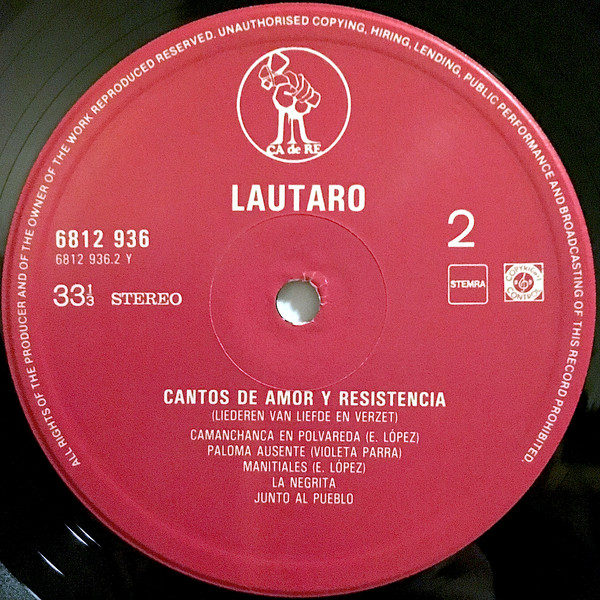 ALL RIGHTS OF THE PRODUCER AND OF THE OWNER OF THE WORK REPRODUCED RESERVED. UNAUTHORISED COPYING, HIRING, LENDING, PUBLIC PERFORMANCE AND BROADCASTING OF THIS RECORD PROHIBITED.
CA de RE
LAUTARO
6812 936
6812 936.2 Y
2
33⅓ STEREO
STEMRA
COPYRIGHT
CONTROL
CANTOS DE AMOR Y RESISTENCIA
(LIEDEREN VAN LIEFDE EN VERZET)
CAMANCHANCA EN POLVAREDA (E. LÓPEZ)
PALOMA AUSENTE (VIOLETA PARRA)
MANITIALES (E. LÓPEZ)
LA NEGRITA
JUNTO AL PUEBLO